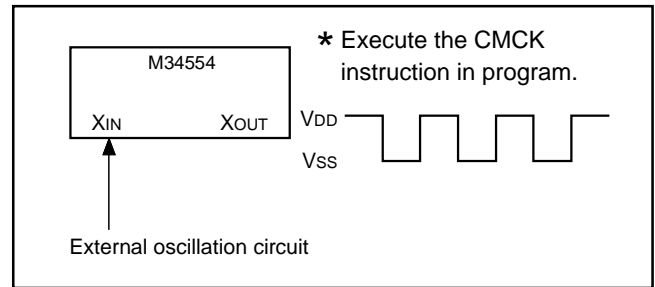 M34554
* Execute the CMCK
instruction in program.
XIN XOUT
VDD
VSS
External oscillation circuit